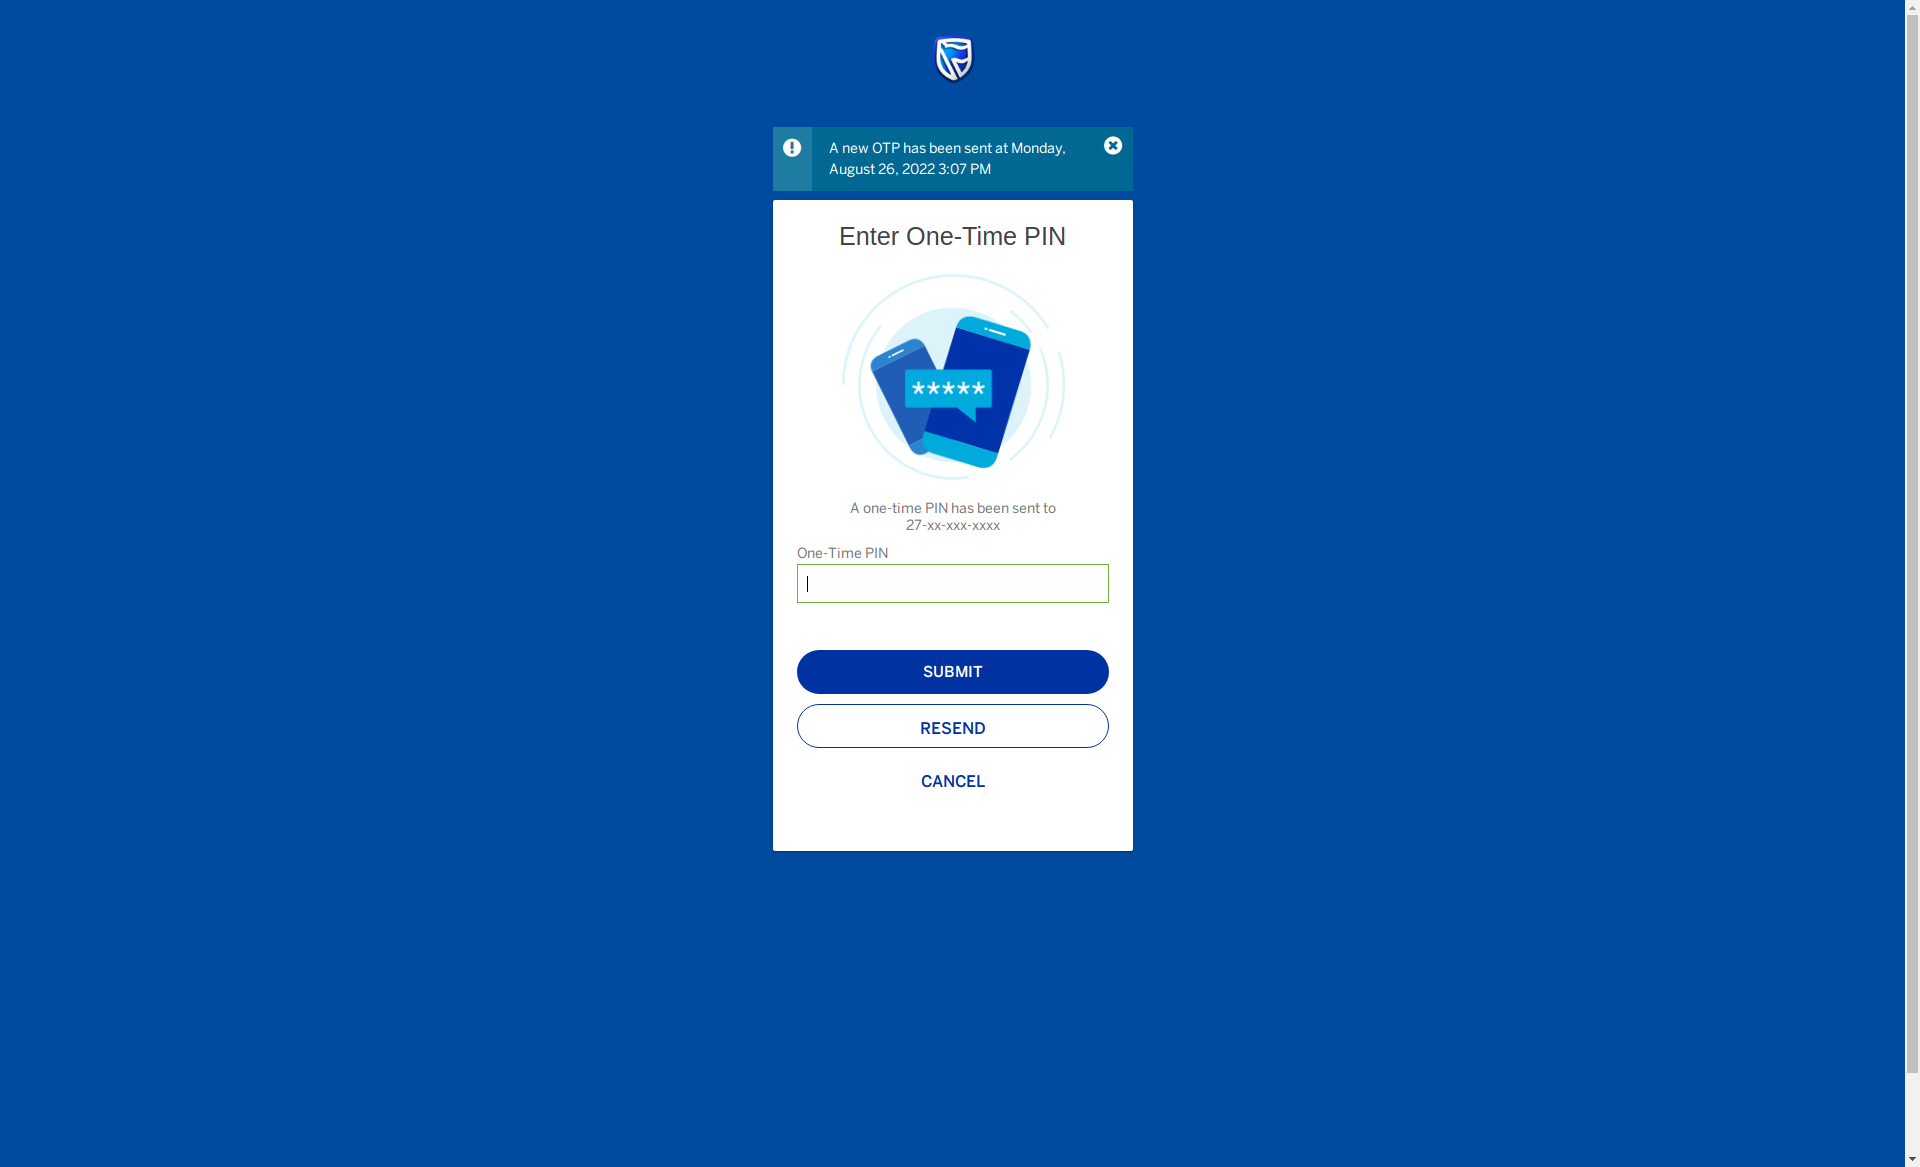 A new OTP has been sent at Monday,
August 26, 2022 3:07 PM
Enter One-Time PIN
*****
A one-time PIN has been sent to
27-xx-xxx-xxxx
One-Time PIN
SUBMIT
RESEND
CANCEL